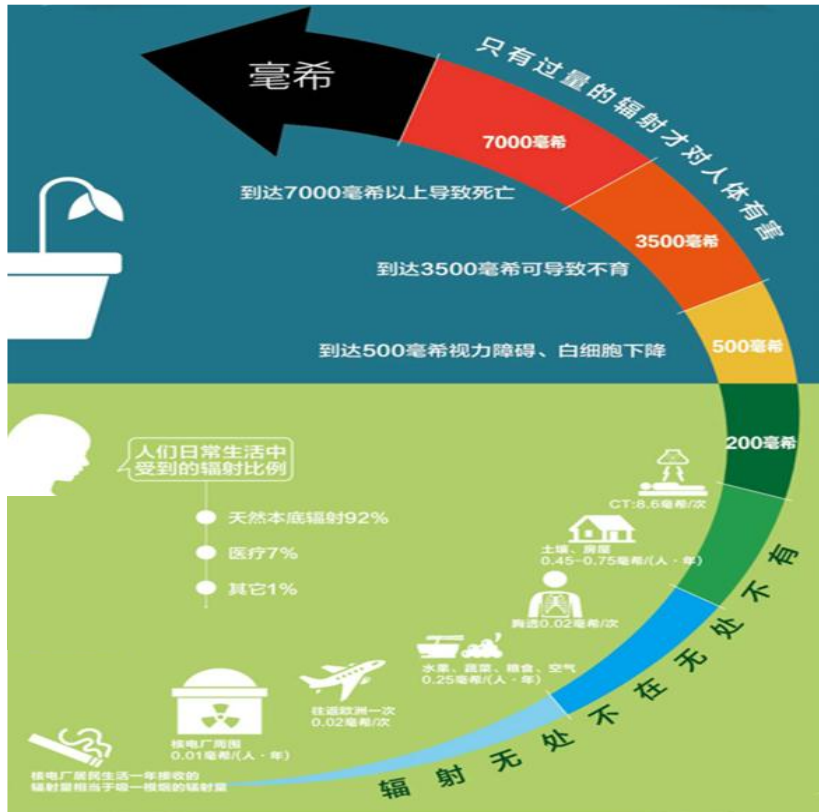 毫希
只有过量的辐射才对人体有害
7000毫希
到达7000毫希以上导致死亡
3500毫希
到达3500毫希可导致不育
500毫希
到达500毫希视力障碍、白细胞下降
200毫希
人们日常生活中
受到的辐射比例
天然本底辐射92%
医疗7%
其它1%
CT:8.6毫希/次
土壤、房屋
0.45-0.75毫希/(人·年)
胸透0.02毫希/次
水果、蔬菜、粮食、空气
0.25毫希/(人·年)
往返欧洲一次
0.02毫希/次
核电厂周围
0.01毫希/(人·年)
核电厂居民生活一年接收的
辐射量相当于吸一根烟的辐射量
辐射无处不在无处不有